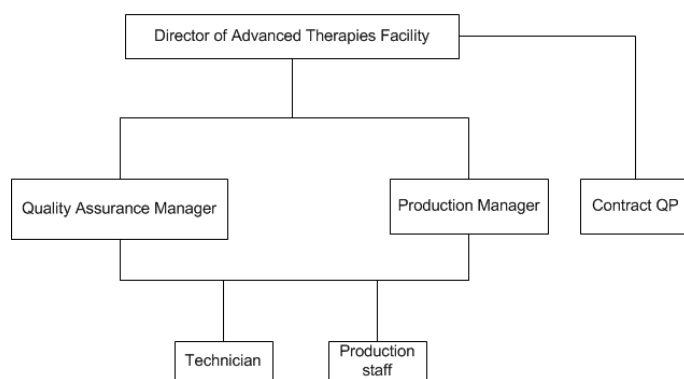 Director of Advanced Therapies Facility
Quality Assurance Manager
Production Manager
Contract QP
Technician
Production
staff